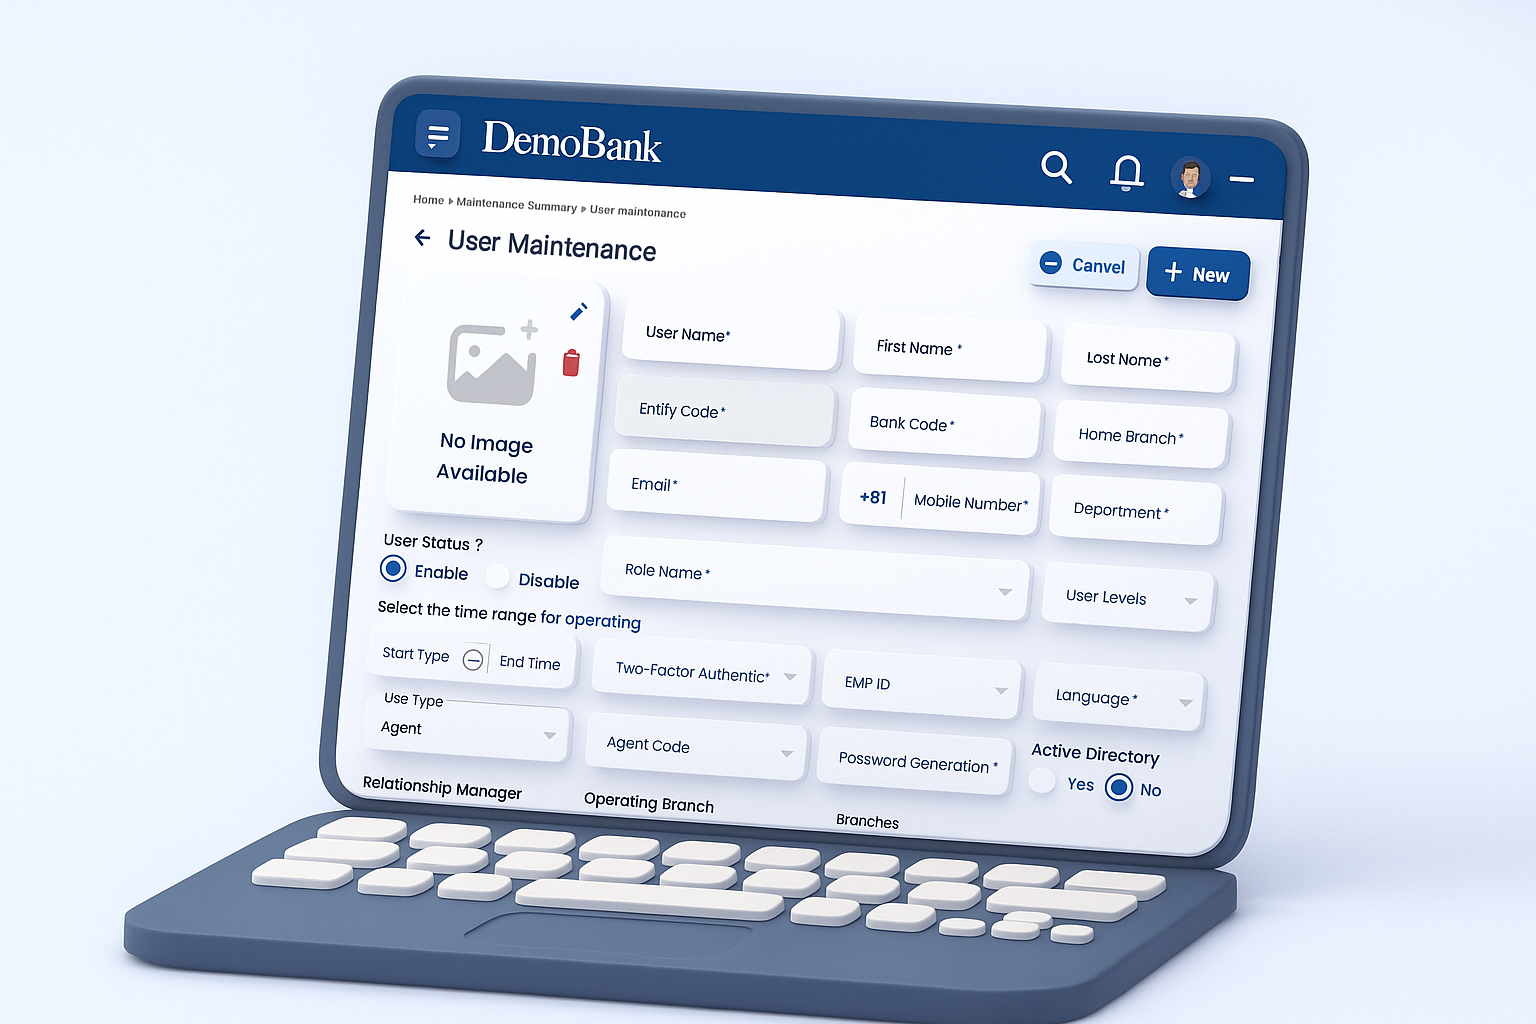 DemoBank
Home ▸ Maintenance Summary ▸ User maintonance
User Maintenance
Canvel
+ New
No Image
Available
User Name*
First Name *
Lost Nome*
Entify Code*
Bank Code*
Home Branch*
Email*
+81 Mobile Number*
Deportment*
User Status ?
Enable Disable
Role Name*
User Levels
Select the time range for operating
Start Type End Time
Two-Factor Authentic*
EMP ID
Language*
Use Type
Agent
Agent Code
Possword Generation *
Active Directory
Yes No
Relationship Manager
Operating Branch
Branches